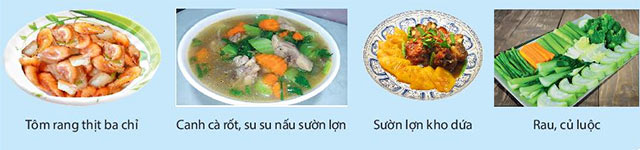 Tôm rang thịt ba chỉ
Canh cà rốt, su su nấu sườn lợn
Sườn lợn kho dứa
Rau, củ luộc